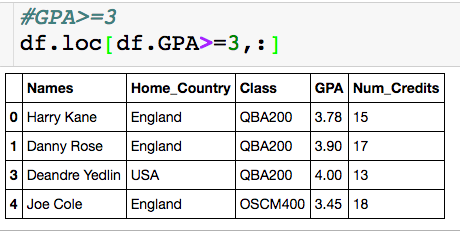 #GPA>=3
df.loc[df.GPA>=3,:]
Names Home_Country Class GPA Num_Credits
0 Harry Kane England QBA200 3.78 15
1 Danny Rose England QBA200 3.90 17
3 Deandre Yedlin USA QBA200 4.00 13
4 Joe Cole England OSCM400 3.45 18